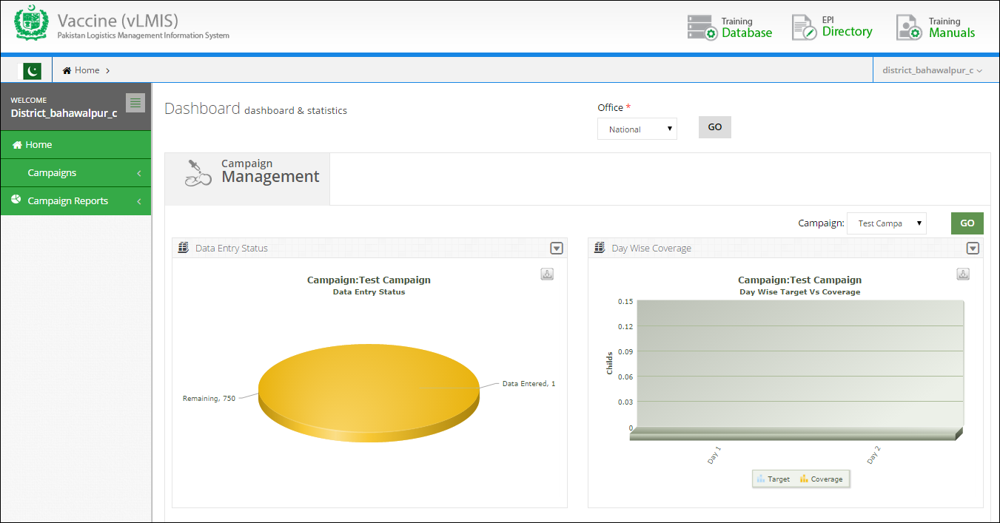 Vaccine (vLMIS)
Pakistan Logistics Management Information System
Training
Database
EPI
Directory
Training
Manuals
Home
district_bahawalpur_c
WELCOME
District_bahawalpur_c
Home
Campaigns
Campaign Reports
Dashboard dashboard & statistics
Office *
National
GO
Campaign
Management
Campaign: Test Campa
GO
Data Entry Status
Campaign:Test Campaign
Data Entry Status
Data Entered, 1
Remaining, 750
Day Wise Coverage
Campaign:Test Campaign
Day Wise Target Vs Coverage
0.15
0.12
0.09
0.06
0.03
0
Childs
Day 1
Day 2
Target
Coverage